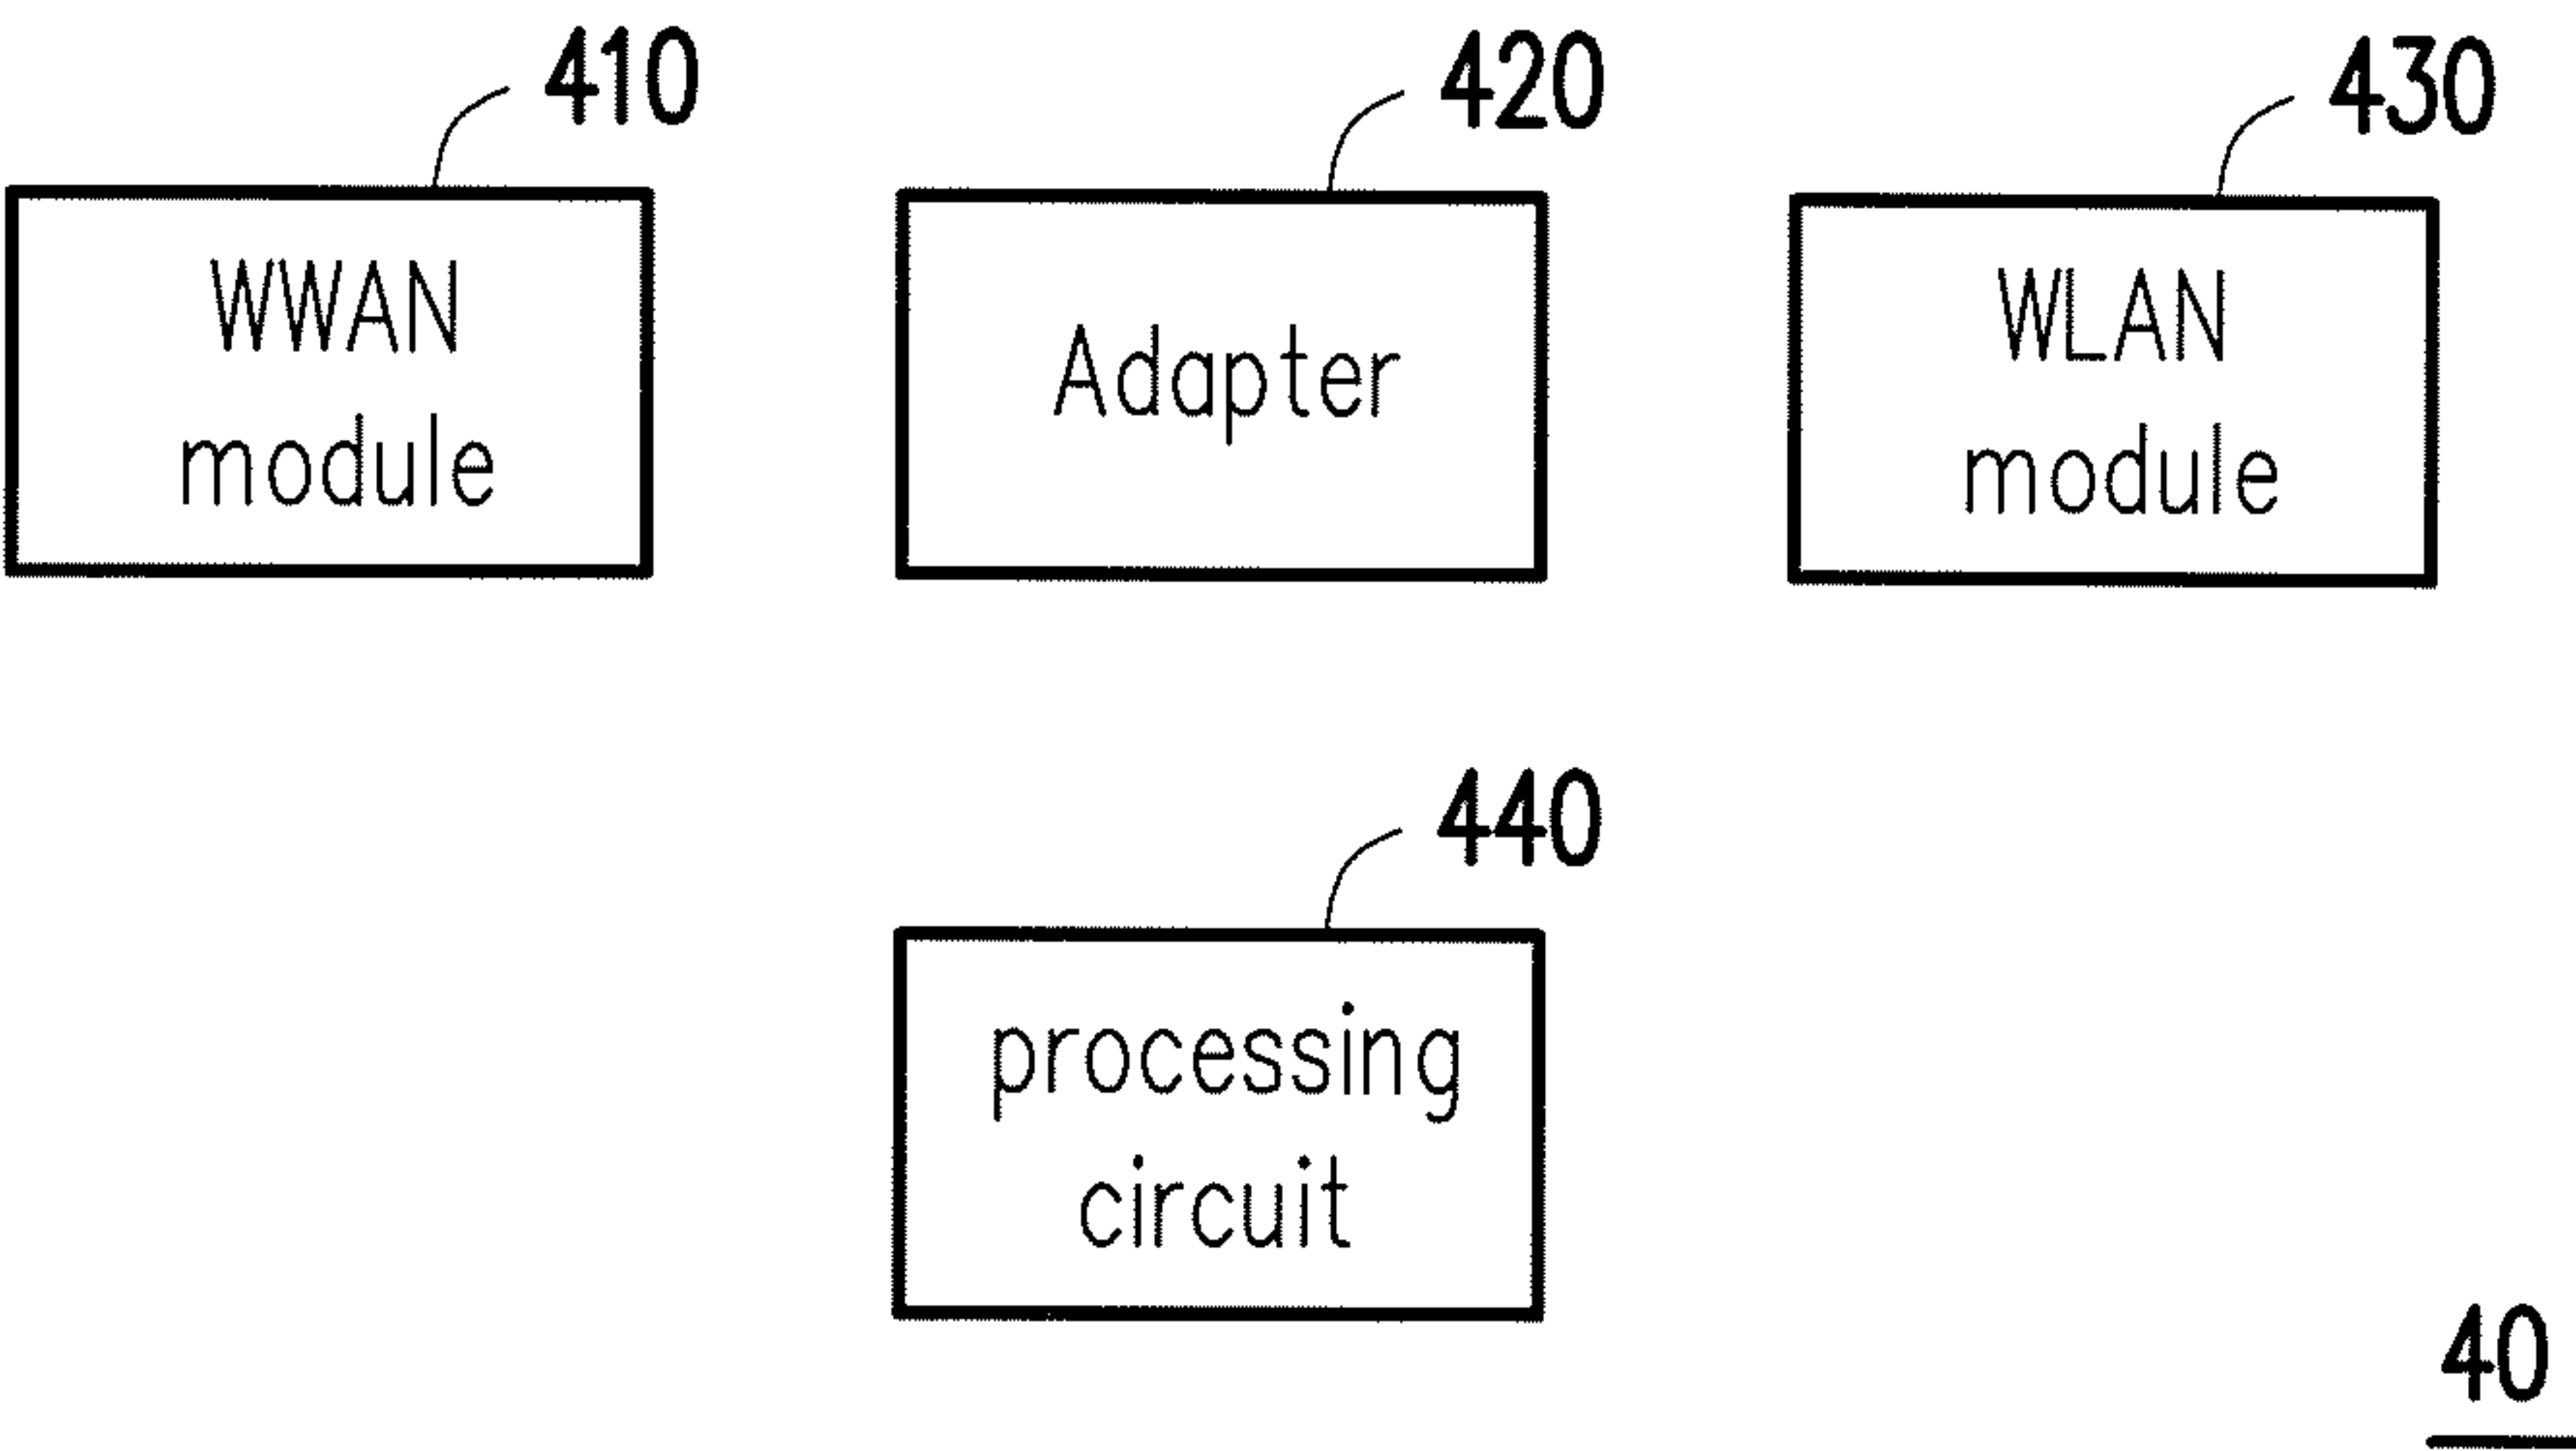 410
420
430
WWAN
module
Adapter
WLAN
module
440
processing
circuit
40